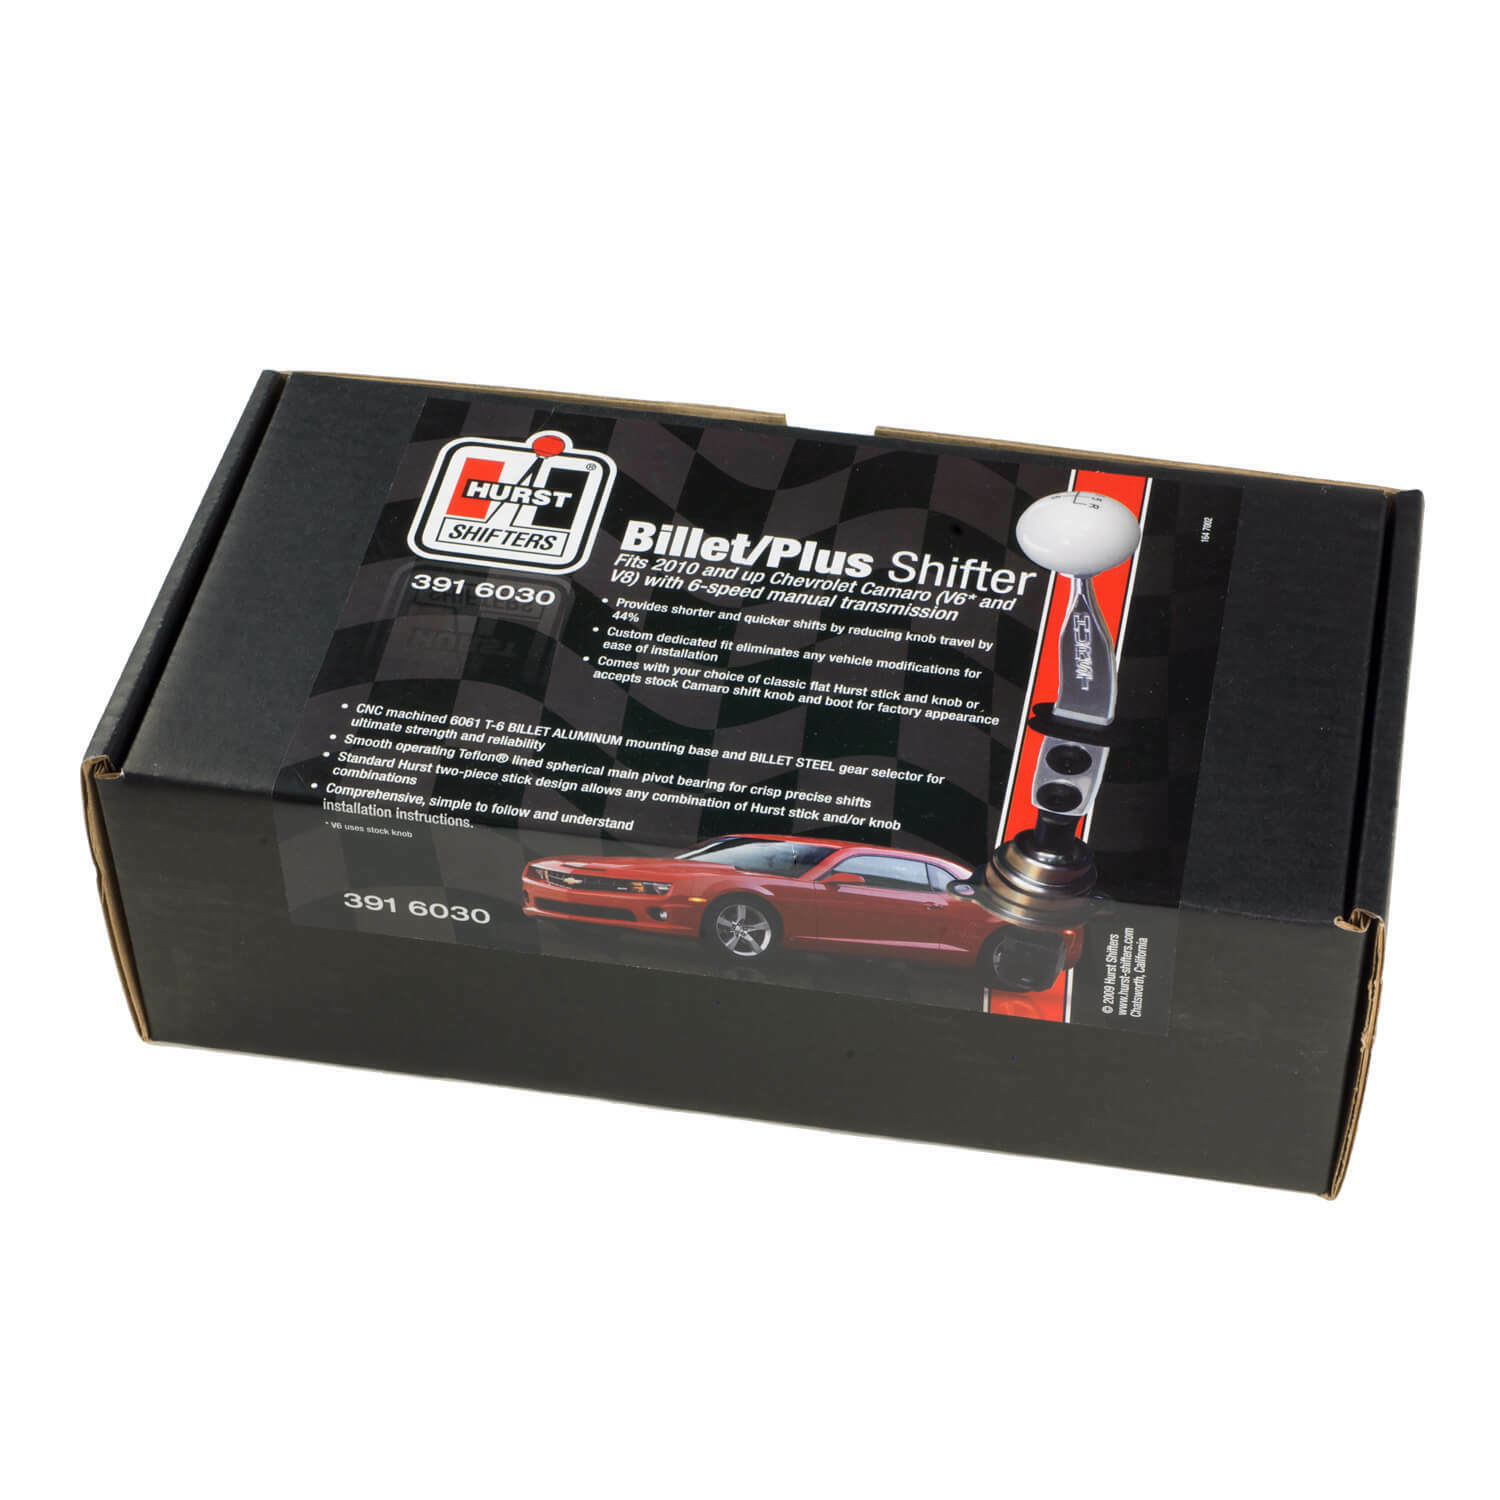 HURST
®
SHIFTERS
391 6030
Billet/Plus Shifter
Fits 2010 and up Chevrolet Camaro (V6* and
V8) with 6-speed manual transmission
• Provides shorter and quicker shifts by reducing knob travel by
44%
• Custom dedicated fit eliminates any vehicle modifications for
ease of installation
• Comes with your choice of classic flat Hurst stick and knob or
accepts stock Camaro shift knob and boot for factory appearance
• CNC machined 6061 T-6 BILLET ALUMINUM mounting base and BILLET STEEL gear selector for
ultimate strength and reliability
• Smooth operating Teflon® lined spherical main pivot bearing for crisp precise shifts
• Standard Hurst two-piece stick design allows any combination of Hurst stick and/or knob
combinations
• Comprehensive, simple to follow and understand
installation instructions.
* V6 uses stock knob
391 6030
HURST
5
R
164 7002
© 2009 Hurst Shifters
www.hurst-shifters.com
Chatsworth, California